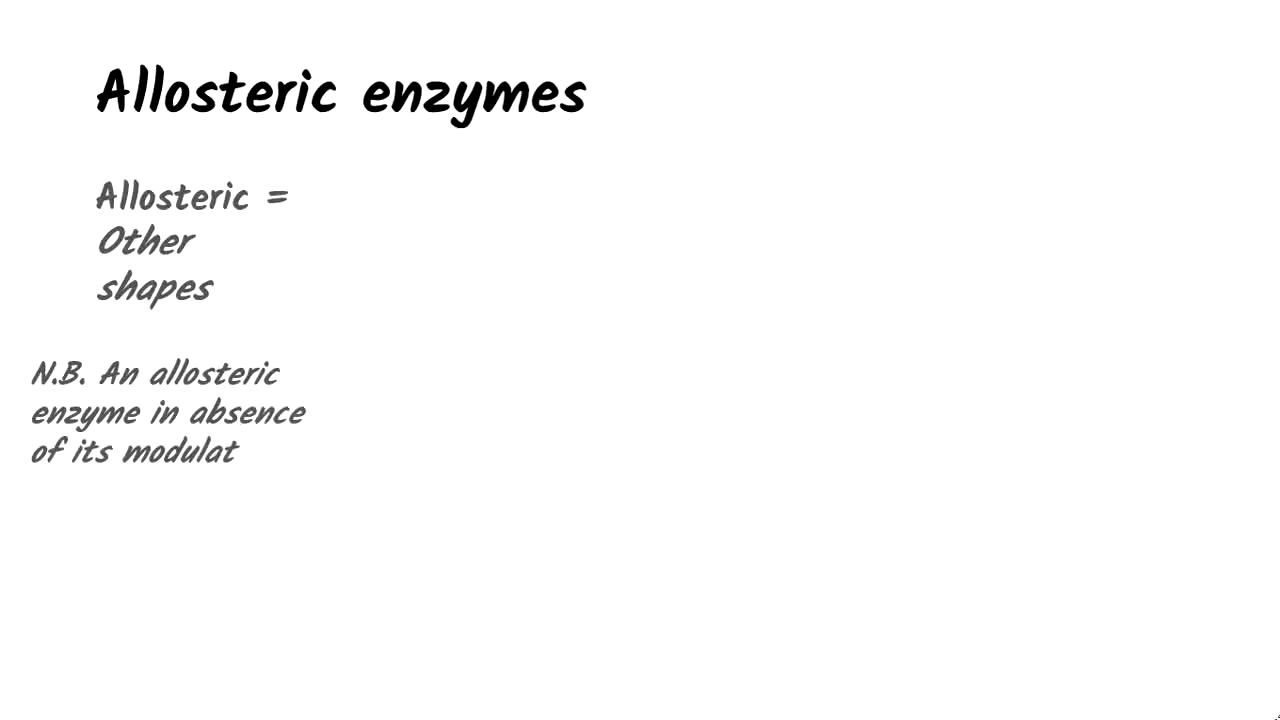 Allosteric enzymes
Allosteric =
Other
shapes
N.B. An allosteric
enzyme in absence
of its modulat